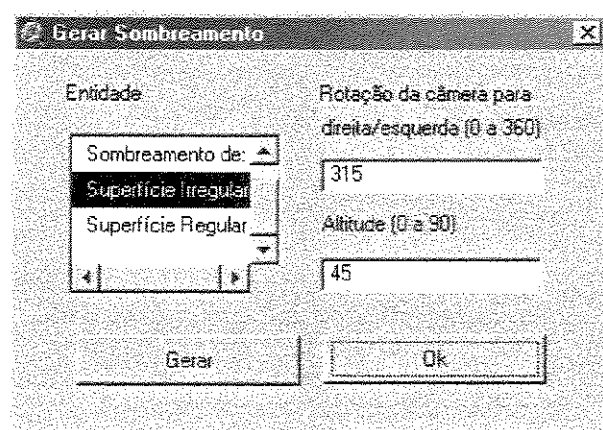 Gerar Sombreamento
Entidade
Sombreamento de:
Superfície Irregular
Superfície Regular
Rotação da câmera para
direita/esquerda (0 a 360)
315
Altitude (0 a 90)
45
Gerar
Ok